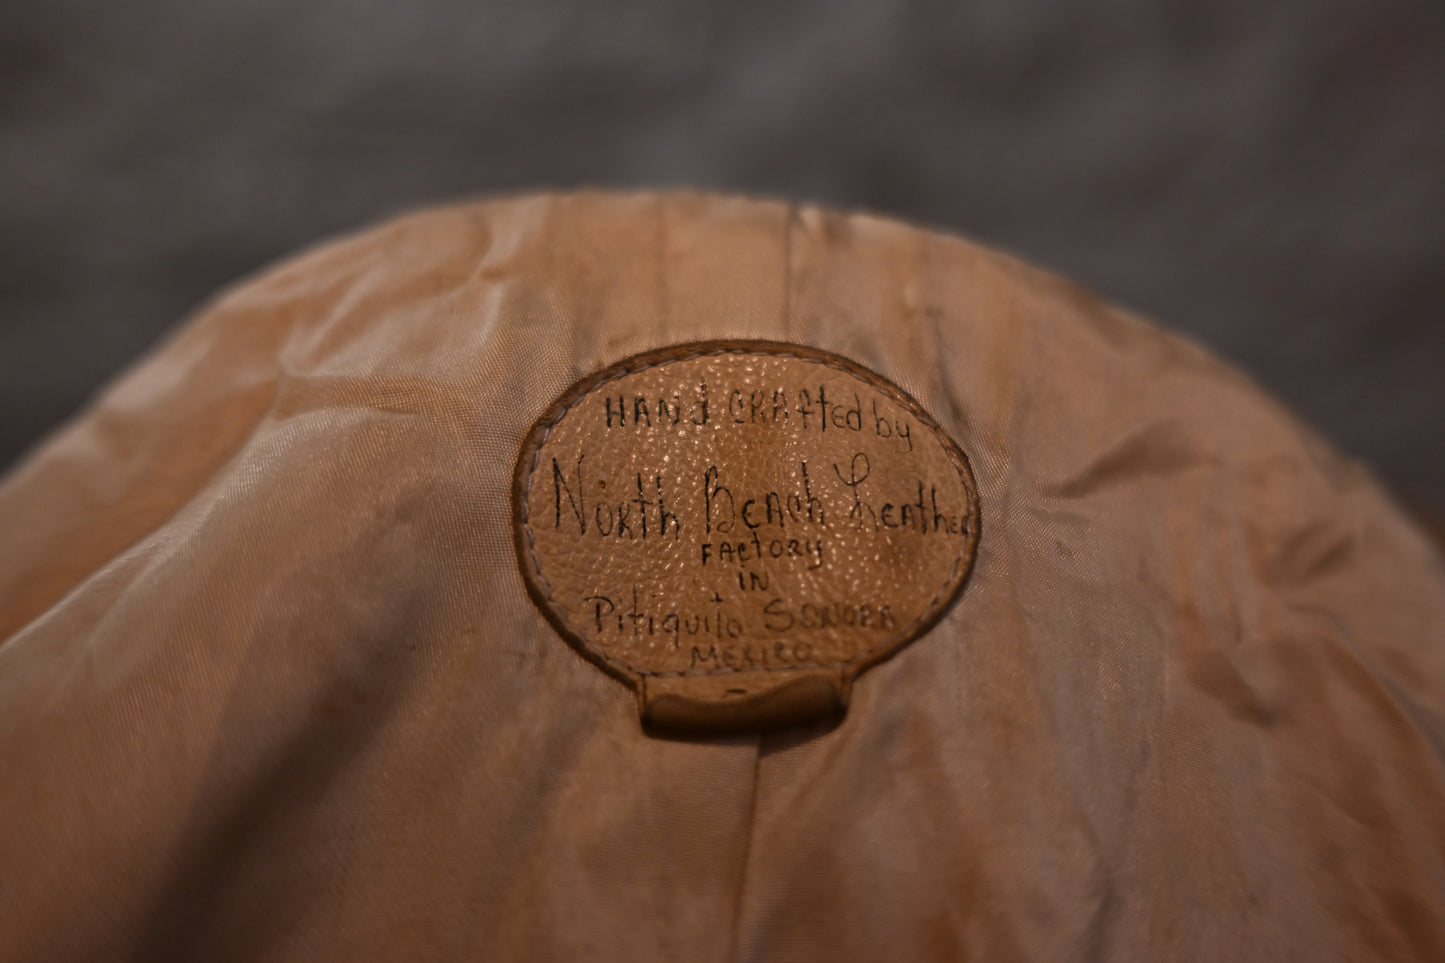 HANd CRAfted by
North Beach Leather
FACTORY
IN
Pitiquito SONORA
MEXICO